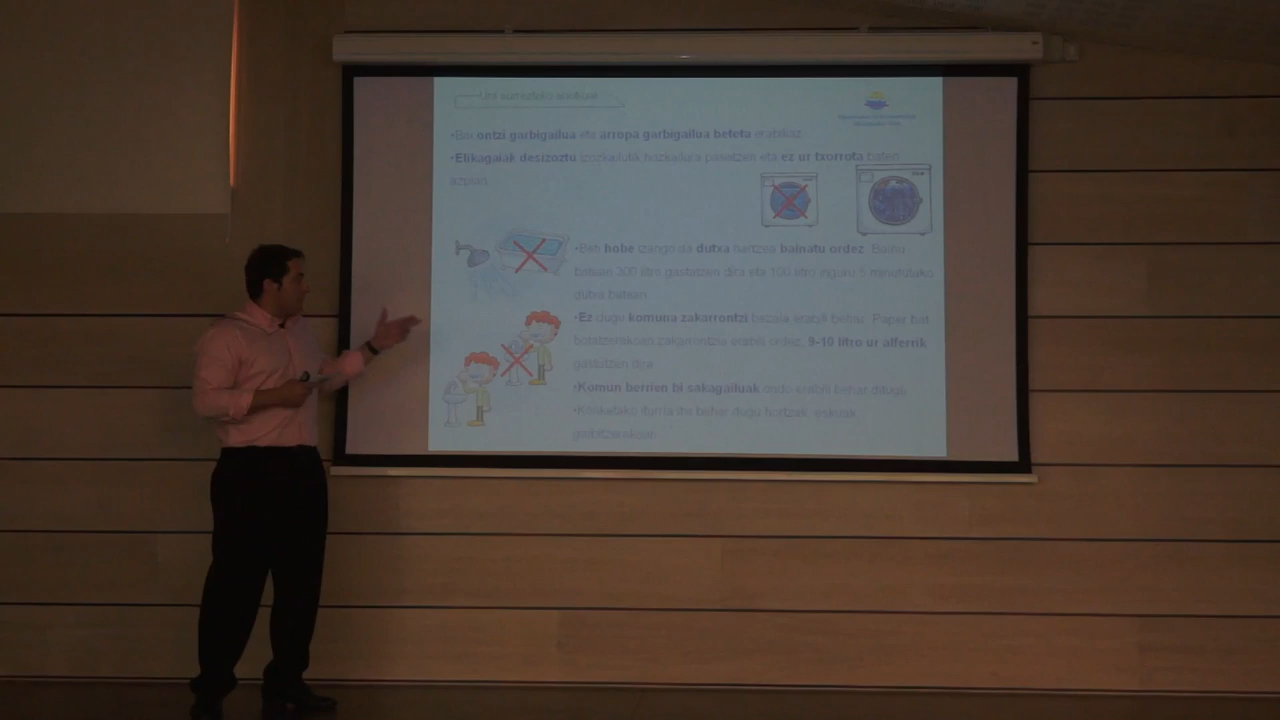 Ura aurrezteko aholkuak
•Bai ontzi garbigailua eta arropa garbigailua beteta erabiliaz.
•Elikagaiak desizoztu izozkailutik hozkailura pasatzen eta ez ur txorrota baten
azpian.
•Beti hobe izango da dutxa hartzea bainatu ordez. Bainu
batean 300 litro gastatzen dira eta 100 litro inguru 5 minututako
dutxa batean.
•Ez dugu komuna zakarrontzi bezala erabili behar. Paper bat
botatzerakoan zakarrontzia erabili ordez, 9-10 litro ur alferrik
gastatzen dira.
•Komun berrien bi sakagailuak ondo erabili behar ditugu.
iturria itxi behar dugu hortzak, eskuak
garbitzerakoan.